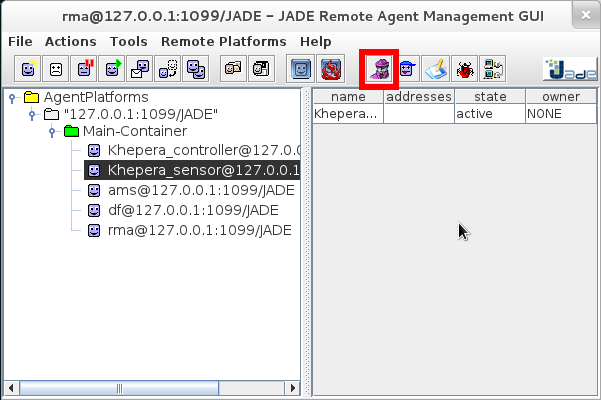 rma@127.0.0.1:1099/JADE – JADE Remote Agent Management GUI
File Actions Tools Remote Platforms Help
Jade
AgentPlatforms
"127.0.0.1:1099/JADE"
Main-Container
Khepera_controller@127.0.0
Khepera_sensor@127.0.0.1
ams@127.0.0.1:1099/JADE
df@127.0.0.1:1099/JADE
rma@127.0.0.1:1099/JADE
name addresses state owner
Khepera... active NONE